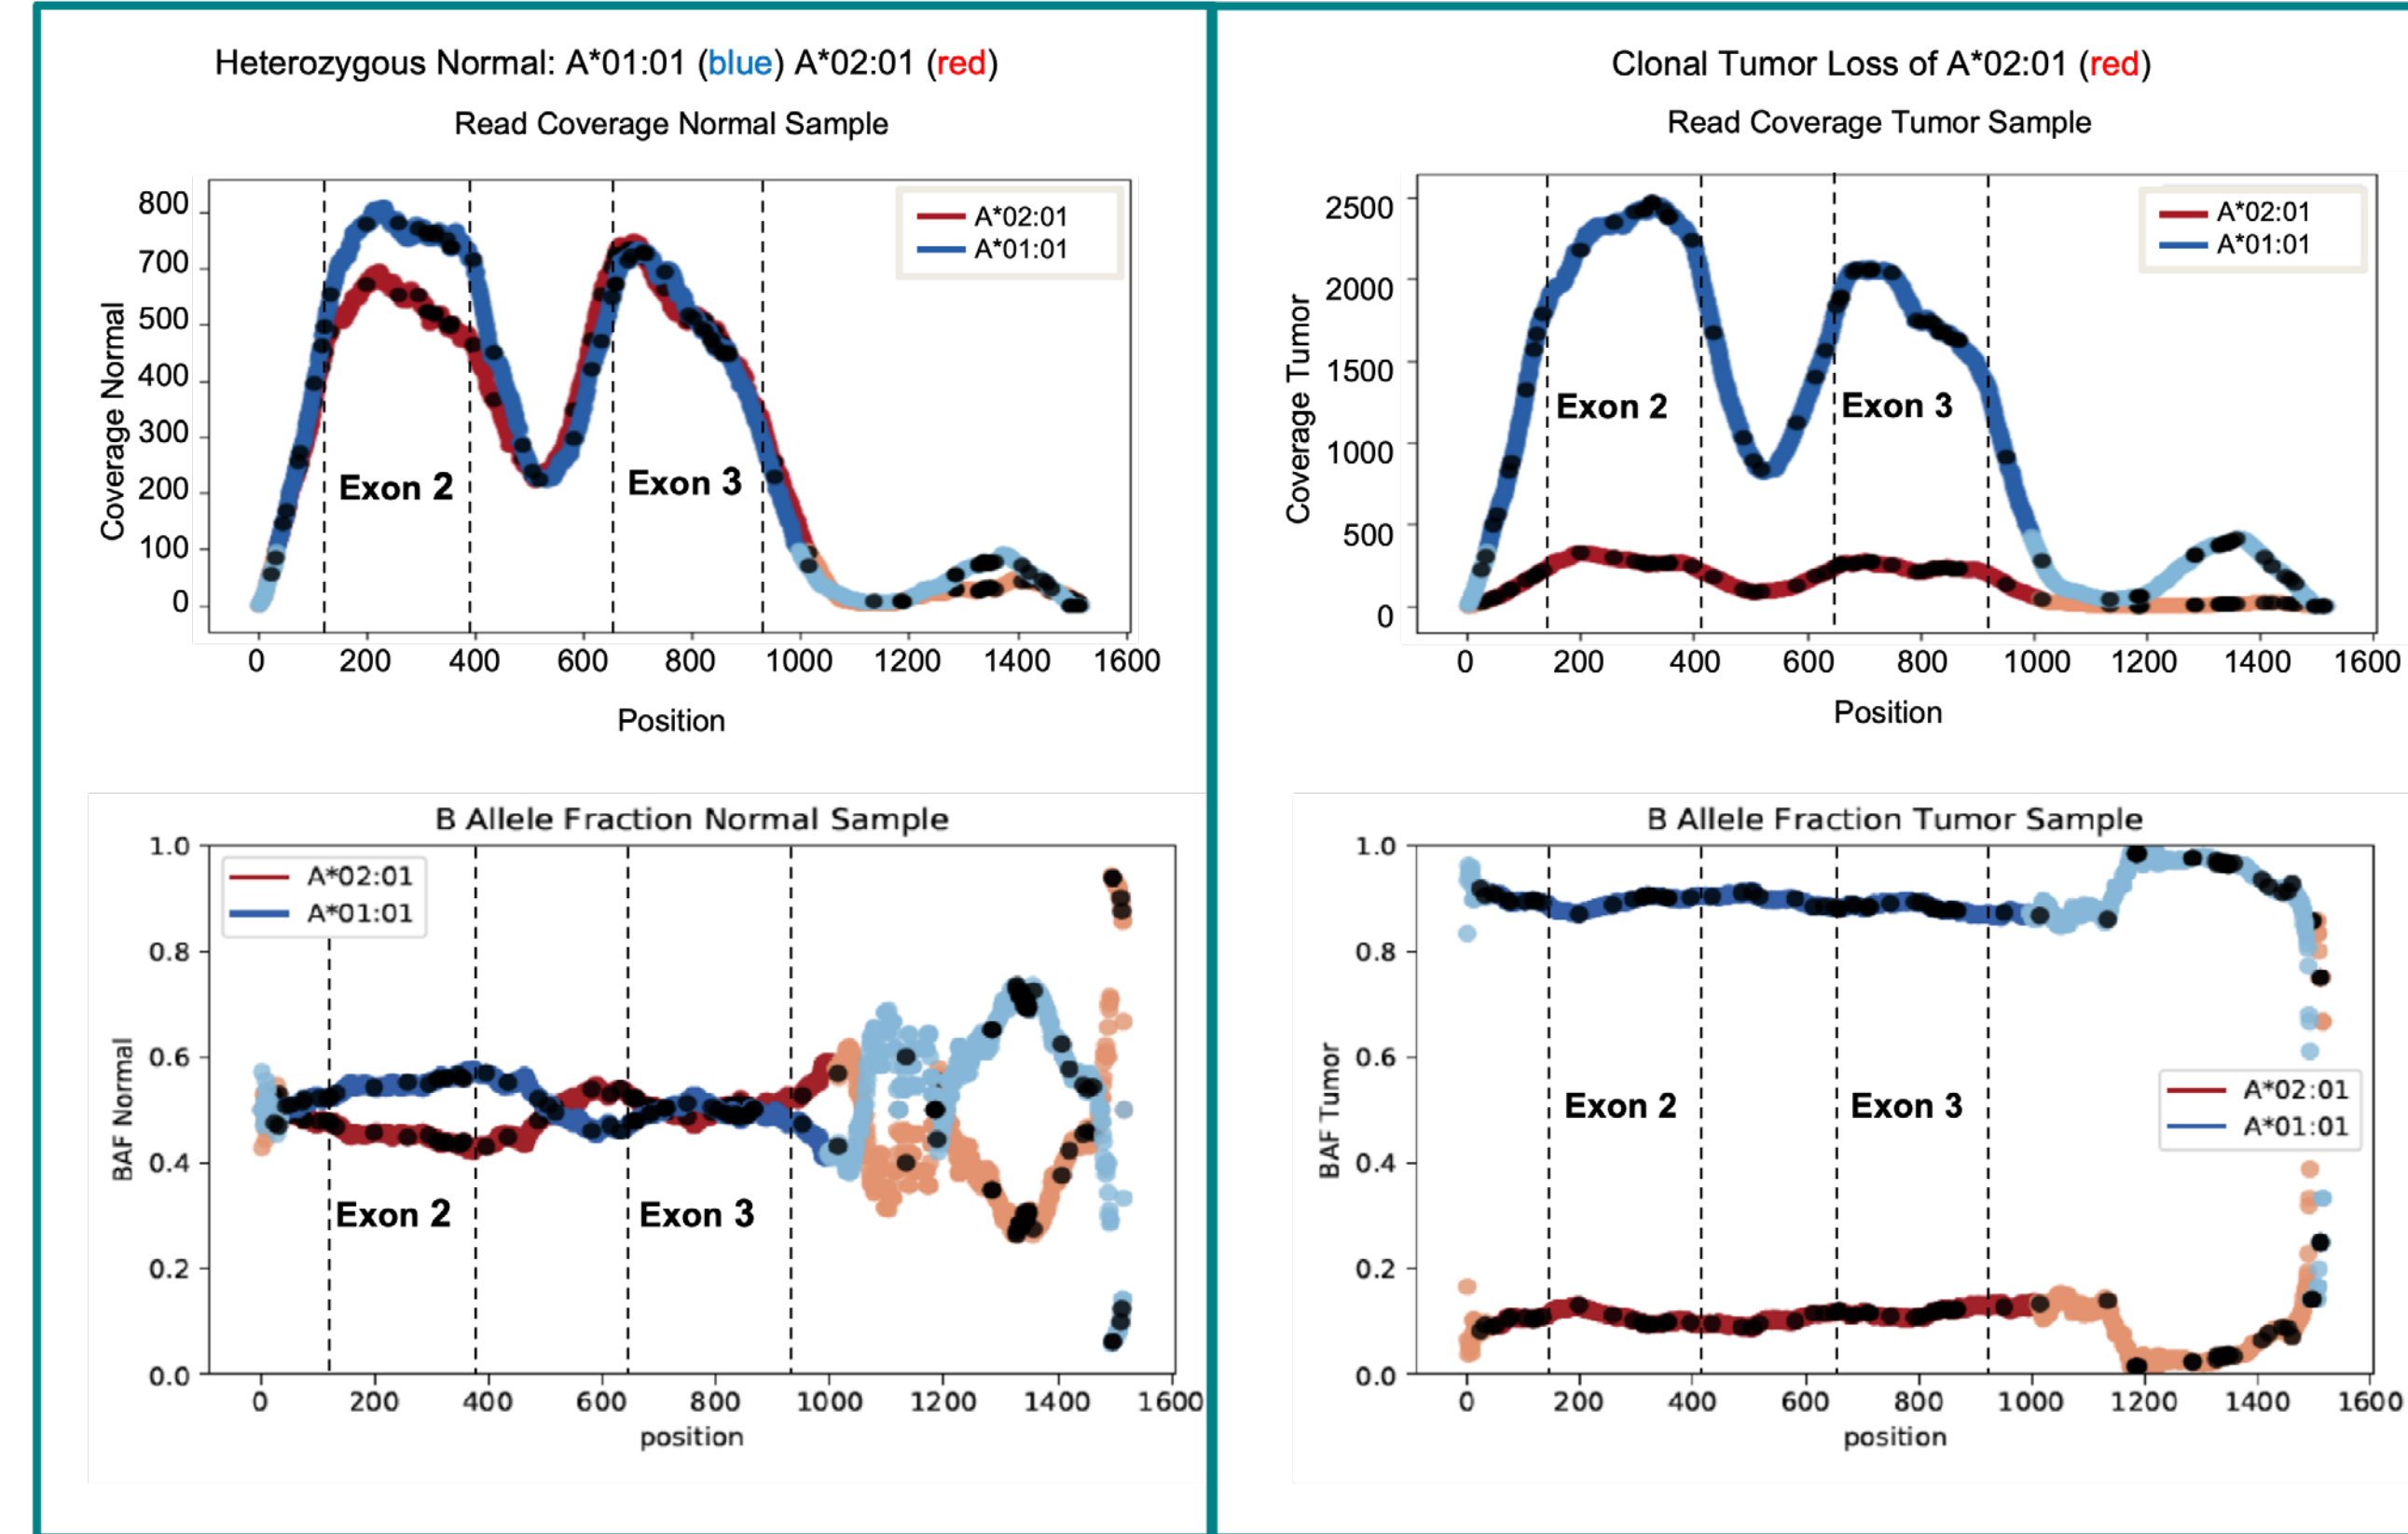 Heterozygous Normal: A*01:01 (blue) A*02:01 (red)
Read Coverage Normal Sample
Coverage Normal
800
700
500
400
300
200
100
0
A*02:01
A*01:01
Exon 2
Exon 3
0 200 400 600 800 1000 1200 1400 1600
Position
B Allele Fraction Normal Sample
BAF Normal
1.0
0.8
0.6
0.4
0.2
0.0
A*02:01
A*01:01
Exon 2
Exon 3
0 200 400 600 800 1000 1200 1400 1600
position
Clonal Tumor Loss of A*02:01 (red)
Read Coverage Tumor Sample
Coverage Tumor
2500
2000
1500
1000
500
0
A*02:01
A*01:01
Exon 2
Exon 3
0 200 400 600 800 1000 1200 1400 1600
Position
B Allele Fraction Tumor Sample
BAF Tumor
1.0
0.8
0.6
0.4
0.2
0.0
Exon 2
Exon 3
A*02:01
A*01:01
0 200 400 600 800 1000 1200 1400 1600
position